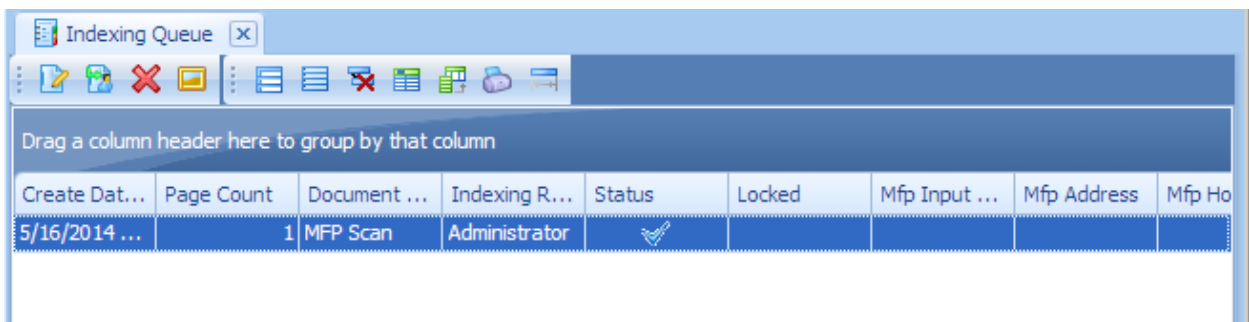 Indexing Queue
Drag a column header here to group by that column
Create Dat... Page Count Document ... Indexing R... Status Locked Mfp Input ... Mfp Address Mfp Ho
5/16/2014 ... 1 MFP Scan Administrator